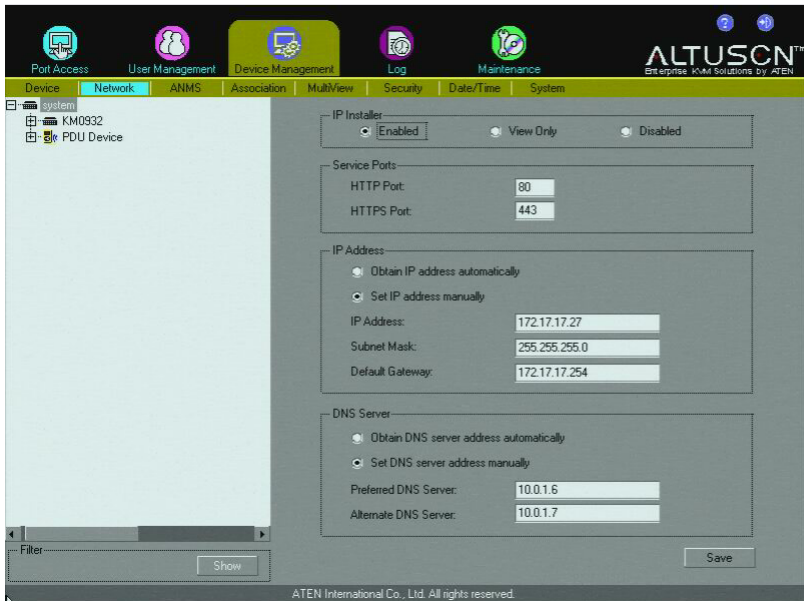 Port Access User Management Device Management Log Maintenance
ALTUSCN™
Enterprise KVM Solutions by ATEN
Device Network ANMS Association MultiView Security Date/Time System
system
KM0932
PDU Device
IP Installer
Enabled View Only Disabled
Service Ports
HTTP Port: 80
HTTPS Port: 443
IP Address
Obtain IP address automatically
Set IP address manually
IP Address: 172.17.17.27
Subnet Mask: 255.255.255.0
Default Gateway: 172.17.17.254
DNS Server
Obtain DNS server address automatically
Set DNS server address manually
Preferred DNS Server: 10.0.1.6
Alternate DNS Server: 10.0.1.7
Filter
Show
Save
ATEN International Co., Ltd. All rights reserved.